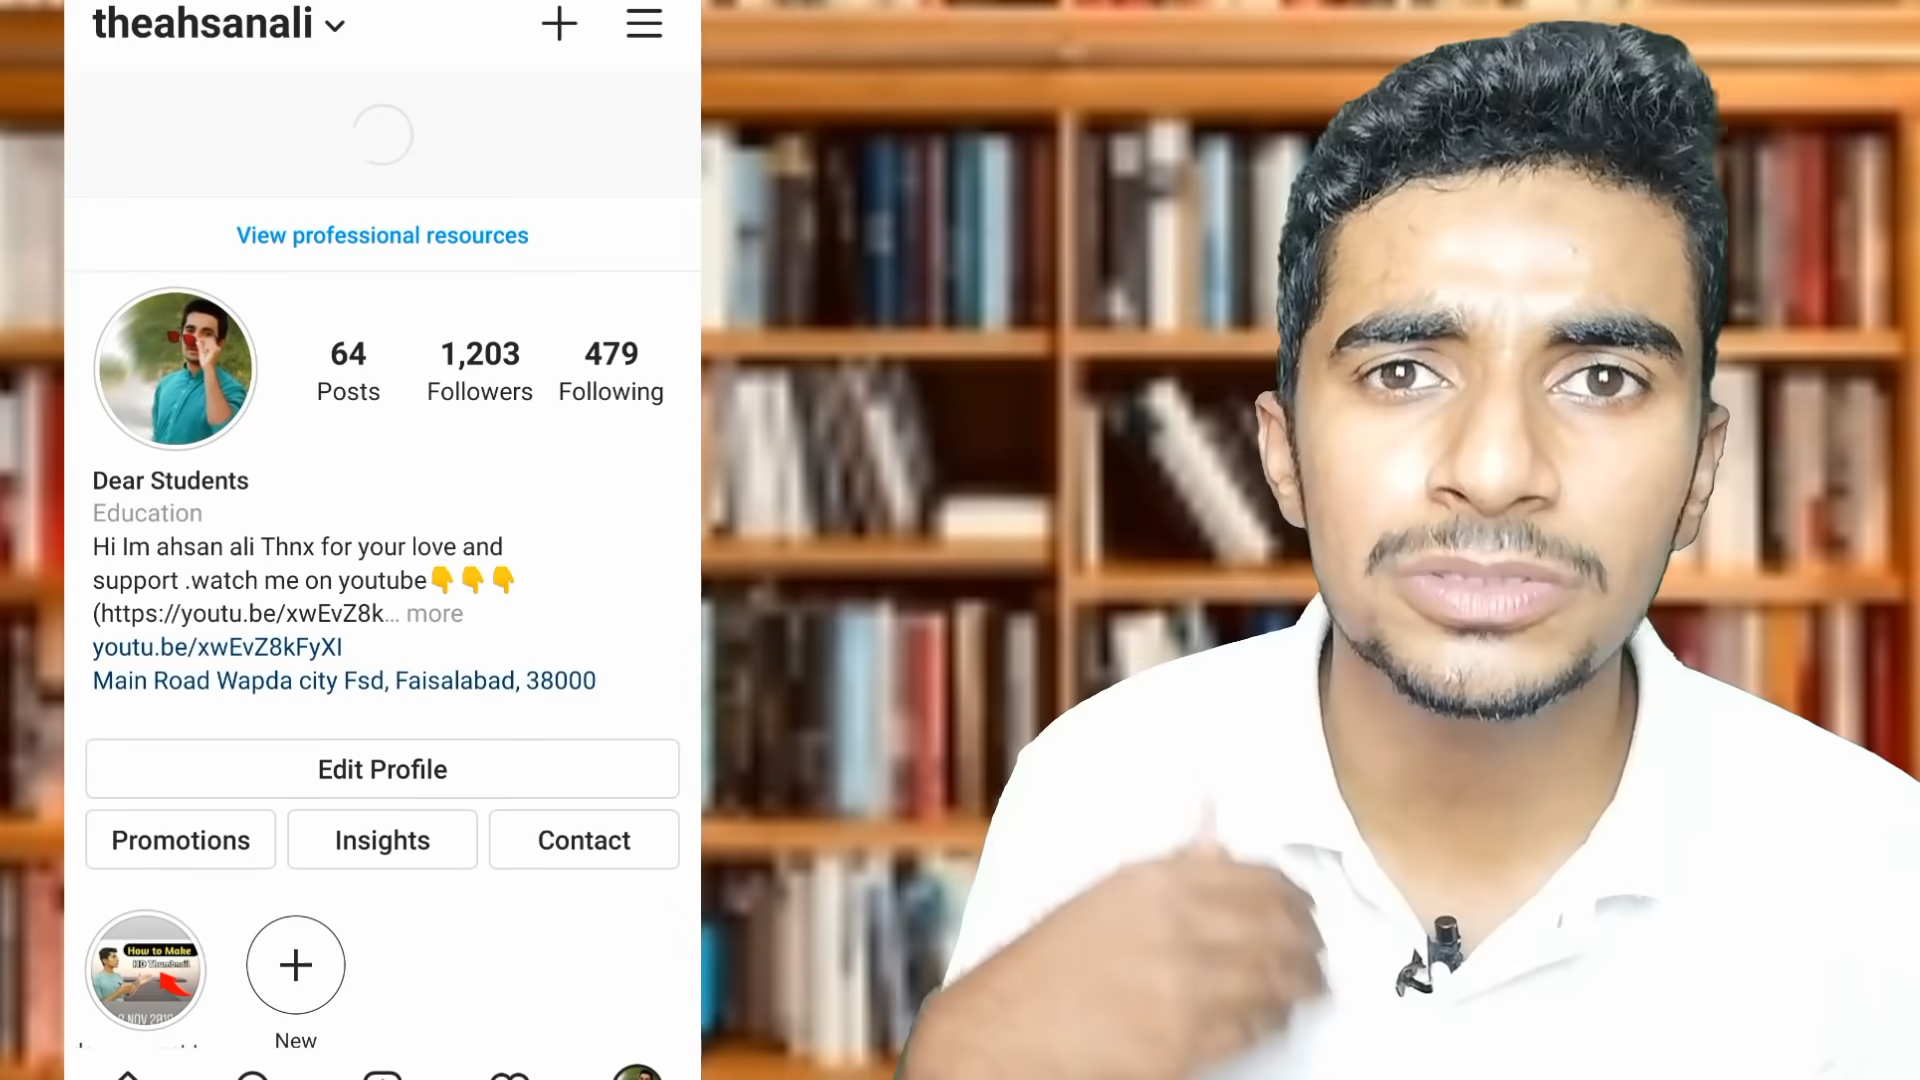 theahsanali
View professional resources
64
1,203
479
Posts
Followers
Following
Dear Students
Education
Hi Im ahsan ali Thnx for your love and
support .watch me on youtube👇👇👇
(https://youtu.be/xwEvZ8k... more
youtu.be/xwEvZ8kFyXI
Main Road Wapda city Fsd, Faisalabad, 38000
Edit Profile
Promotions
Insights
Contact
How to Make
HD Thumbnail
New